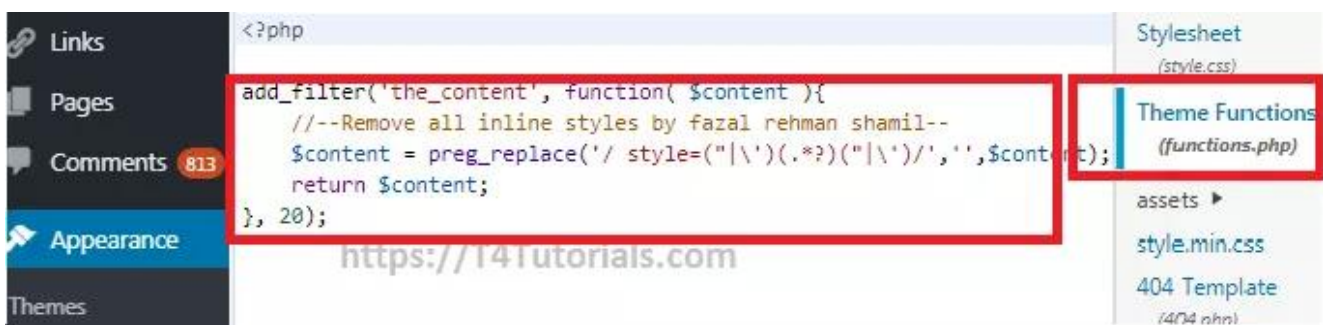 Links
Pages
Comments 813
Appearance
Themes
<?php
add_filter('the_content', function( $content ){
//--Remove all inline styles by fazal rehman shamil--
$content = preg_replace('/ style=("|\')(.*?)("|\')/','',$content);
return $content;
}, 20);
https://T4Tutorials.com
Stylesheet
(style.css)
Theme Functions
(functions.php)
assets
style.min.css
404 Template
(404.php)